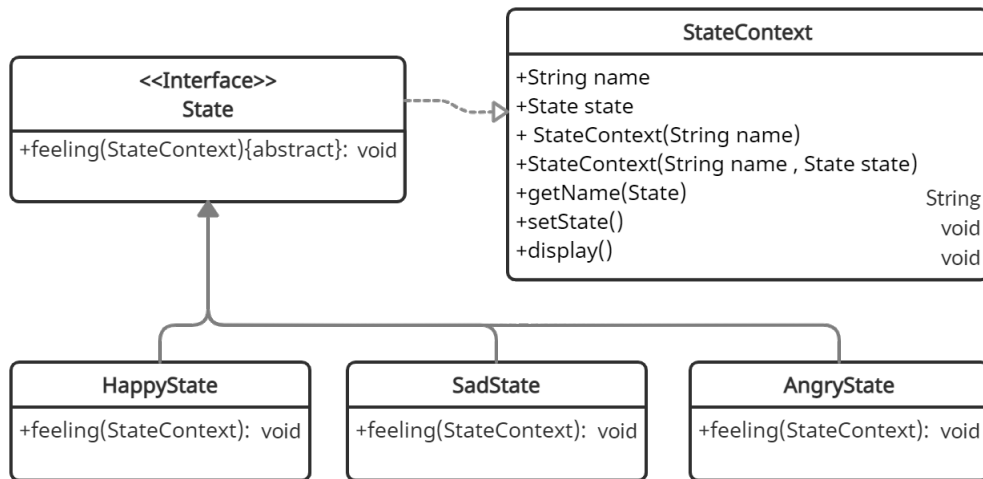 <<Interface>>
State
+feeling(StateContext){abstract}: void
StateContext
+String name
+State state
+ StateContext(String name)
+StateContext(String name , State state)
+getName(State) String
+setState() void
+display() void
HappyState
+feeling(StateContext): void
SadState
+feeling(StateContext): void
AngryState
+feeling(StateContext): void